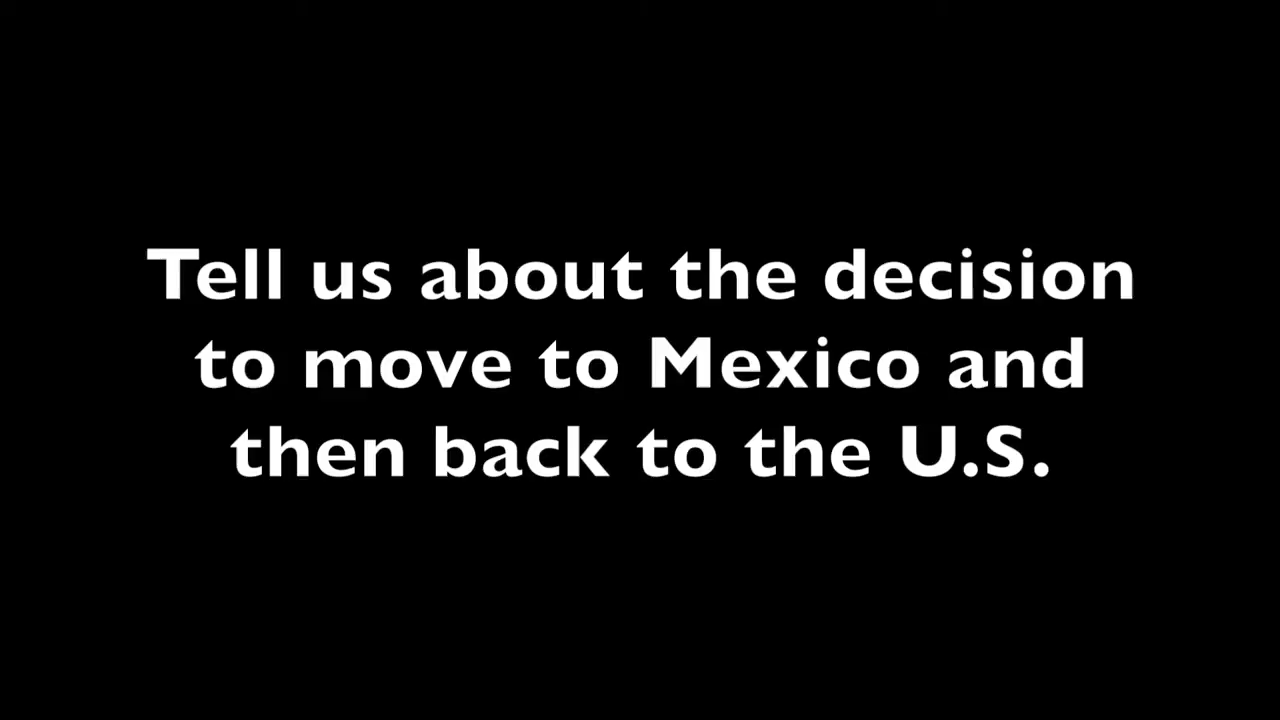 Tell us about the decision
to move to Mexico and
then back to the U.S.